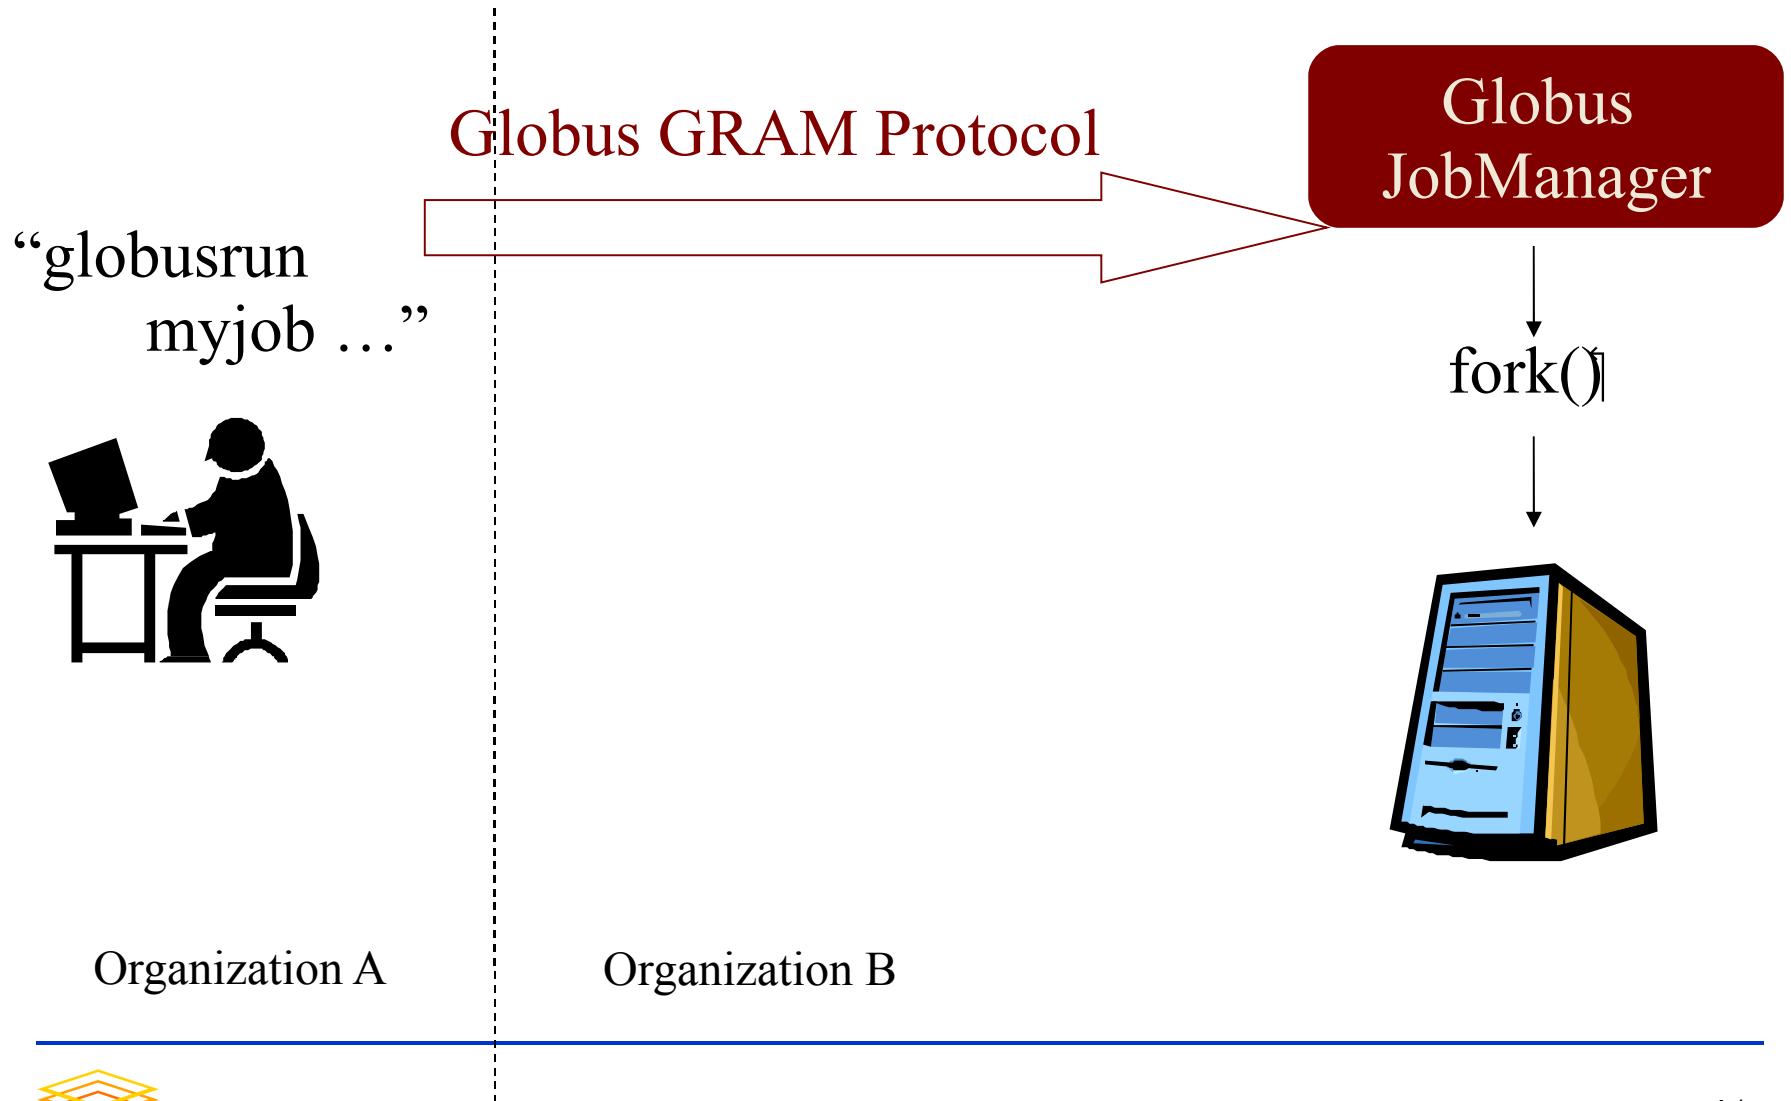 Globus GRAM Protocol
Globus
JobManager
“globusrun
myjob …”
fork()
Organization A
Organization B